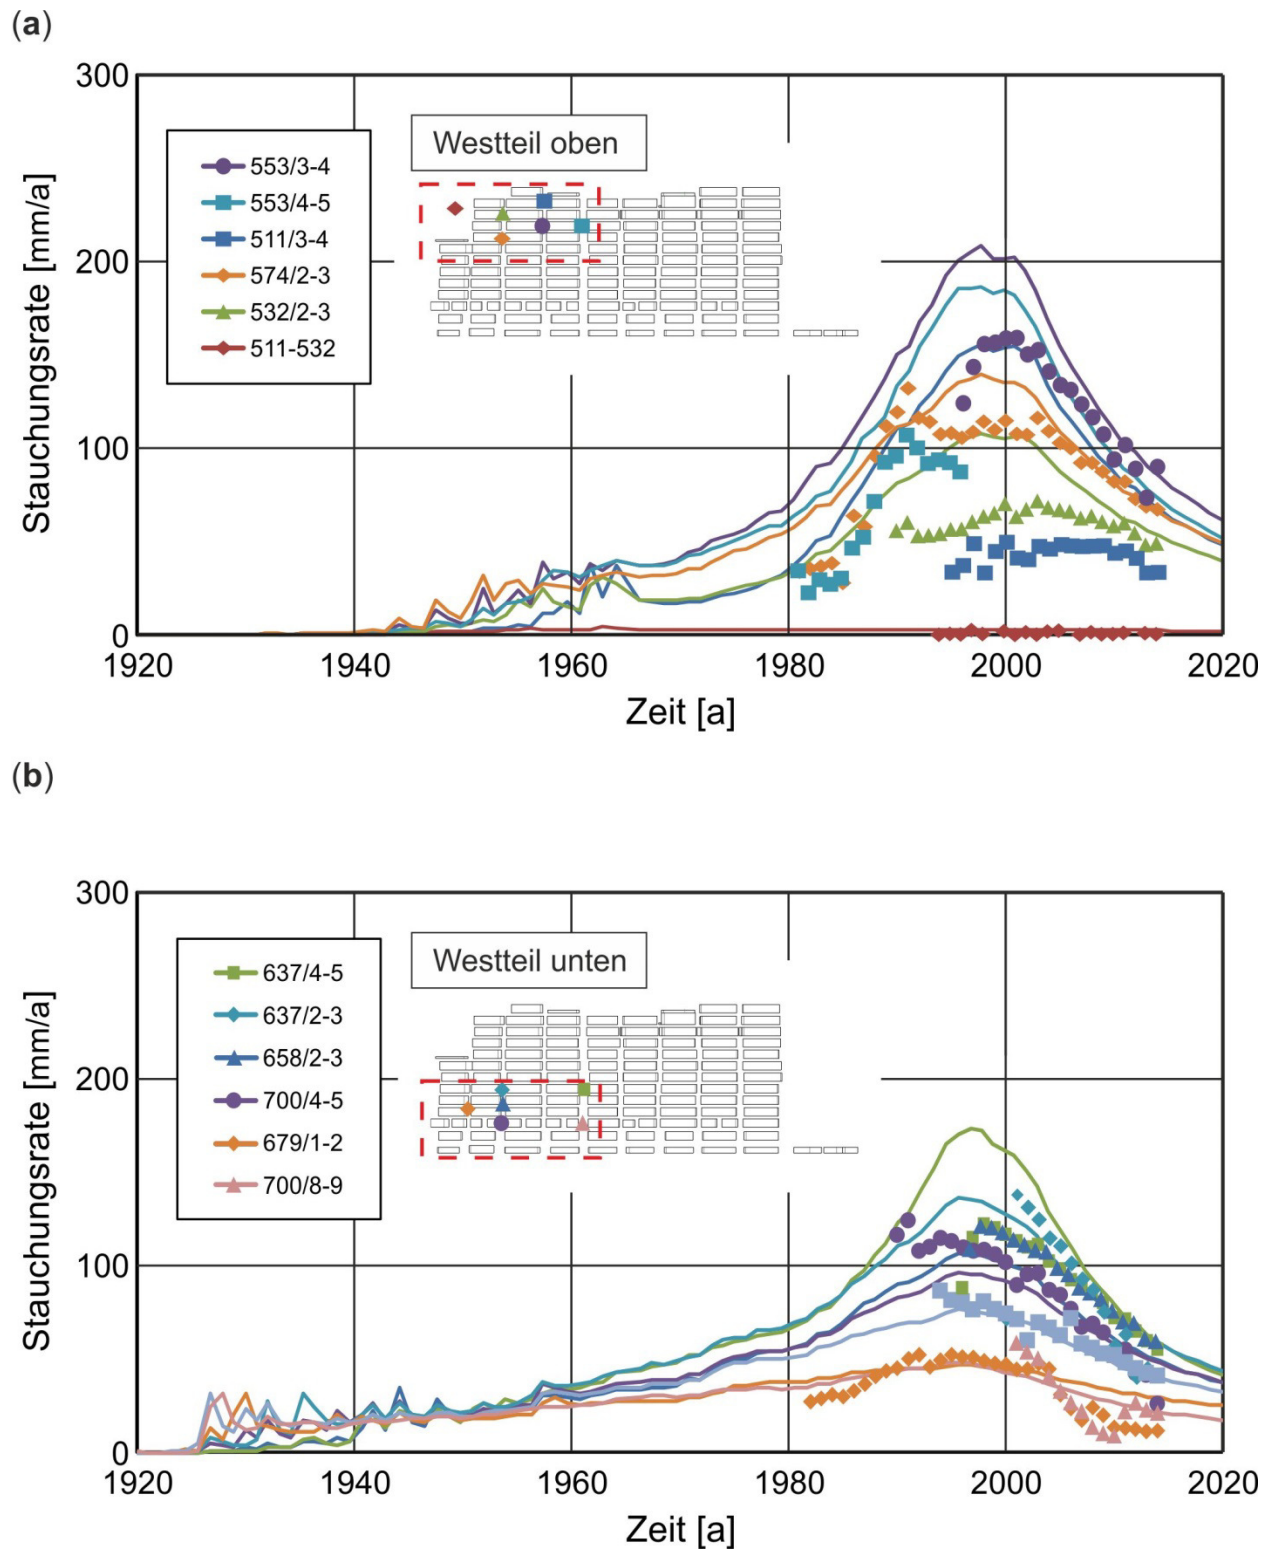 (a)
300
200
100
0
Stauchungsrate [mm/a]
Westteil oben
553/3-4
553/4-5
511/3-4
574/2-3
532/2-3
511-532
1920 1940 1960 1980 2000 2020
Zeit [a]
(b)
300
200
100
0
Stauchungsrate [mm/a]
Westteil unten
637/4-5
637/2-3
658/2-3
700/4-5
679/1-2
700/8-9
1920 1940 1960 1980 2000 2020
Zeit [a]